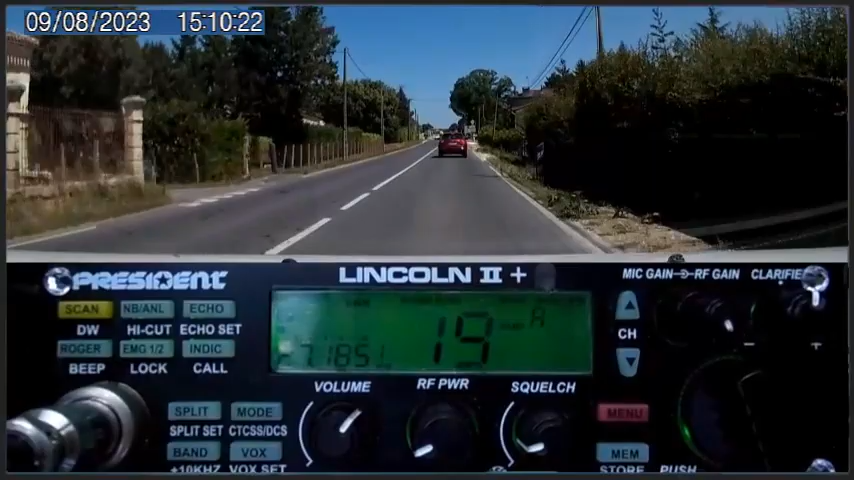 09/08/2023 15:10:22
PRESIDENT LINCOLN II + MIC GAIN RF GAIN CLARIFIER
SCAN NB/ANL ECHO
DW HI-CUT ECHO SET
ROGER EMG 1/2 INDIC
BEEP LOCK CALL
19 A
CH
VOLUME RF PWR SQUELCH
SPLIT MODE MENU
SPLIT SET CTCSS/DCS
BAND VOX MEM
+10KHZ VOX SET STORE PUSH